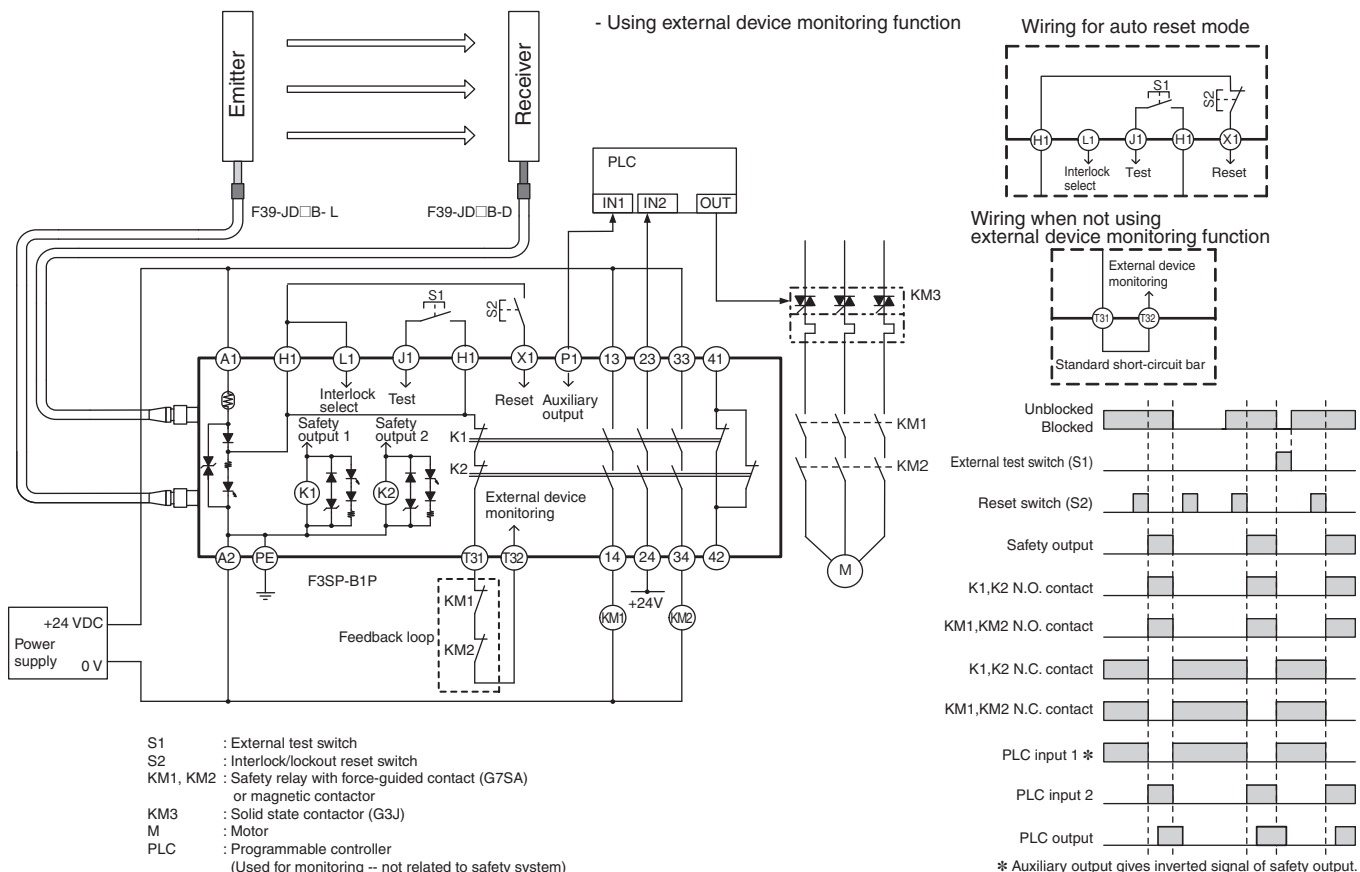 - Using external device monitoring function
Emitter
Receiver
F39-JD□B- L
F39-JD□B-D
PLC
IN1
IN2
OUT
KM3
S1
S2
A1
H1
L1
J1
H1
X1
P1
13
23
33
41
Interlock
select
Test
Reset
Auxiliary
output
Safety
output 1
Safety
output 2
K1
K2
K1
K2
External device
monitoring
KM1
KM2
A2
PE
T31
T32
14
24
34
42
F3SP-B1P
M
+24V
KM1
KM2
KM1
KM2
Feedback loop
+24 VDC
Power
supply
0 V
S1 : External test switch
S2 : Interlock/lockout reset switch
KM1, KM2 : Safety relay with force-guided contact (G7SA)
or magnetic contactor
KM3 : Solid state contactor (G3J)
M : Motor
PLC : Programmable controller
(Used for monitoring -- not related to safety system)
Wiring for auto reset mode
S1
S2
H1
L1
J1
H1
X1
Interlock
select
Test
Reset
Wiring when not using
external device monitoring function
External device
monitoring
T31
T32
Standard short-circuit bar
Unblocked
Blocked
External test switch (S1)
Reset switch (S2)
Safety output
K1,K2 N.O. contact
KM1,KM2 N.O. contact
K1,K2 N.C. contact
KM1,KM2 N.C. contact
PLC input 1 ✻
PLC input 2
PLC output
✻ Auxiliary output gives inverted signal of safety output.